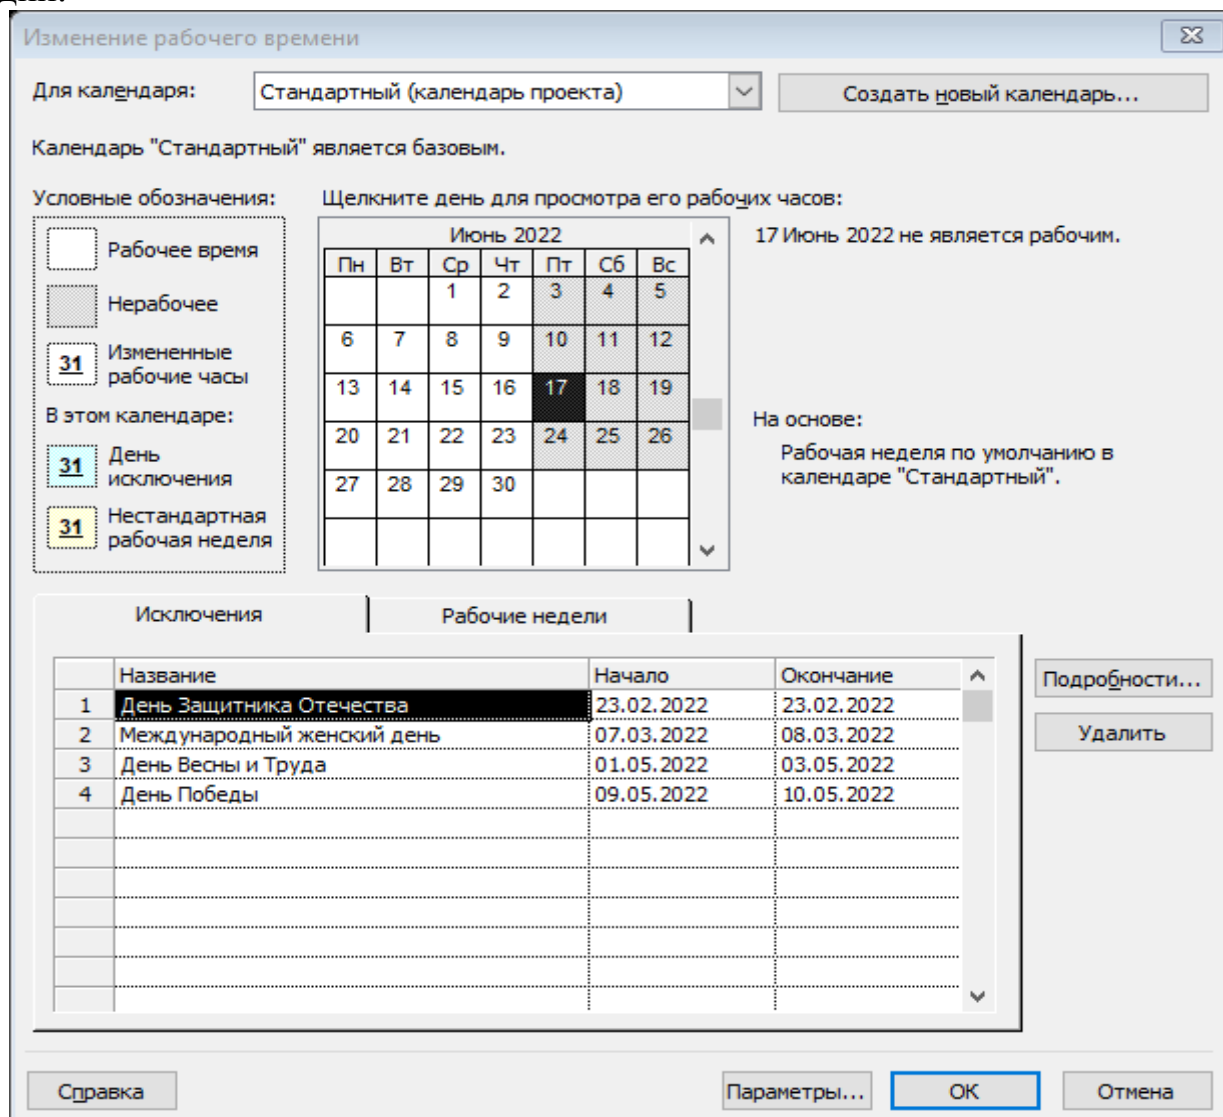 Изменение рабочего времени
Для календаря: Стандартный (календарь проекта) Создать новый календарь...
Календарь "Стандартный" является базовым.
Условные обозначения: Щелкните день для просмотра его рабочих часов:
Рабочее время
Нерабочее
31 Измененные
рабочие часы
В этом календаре:
31 День
исключения
31 Нестандартная
рабочая неделя
Июнь 2022
Пн Вт Ср Чт Пт Сб Вс
1 2 3 4 5
6 7 8 9 10 11 12
13 14 15 16 17 18 19
20 21 22 23 24 25 26
27 28 29 30
17 Июнь 2022 не является рабочим.
На основе:
Рабочая неделя по умолчанию в
календаре "Стандартный".
Исключения Рабочие недели
Название Начало Окончание
1 День Защитника Отечества 23.02.2022 23.02.2022
2 Международный женский день 07.03.2022 08.03.2022
3 День Весны и Труда 01.05.2022 03.05.2022
4 День Победы 09.05.2022 10.05.2022
Подробности...
Удалить
Справка Параметры... ОК Отмена